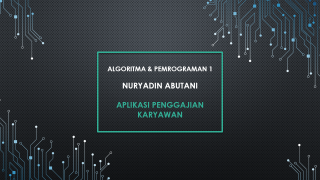 ALGORITMA & PEMROGRAMAN 1
NURYADIN ABUTANI
APLIKASI PENGGAJIAN
KARYAWAN